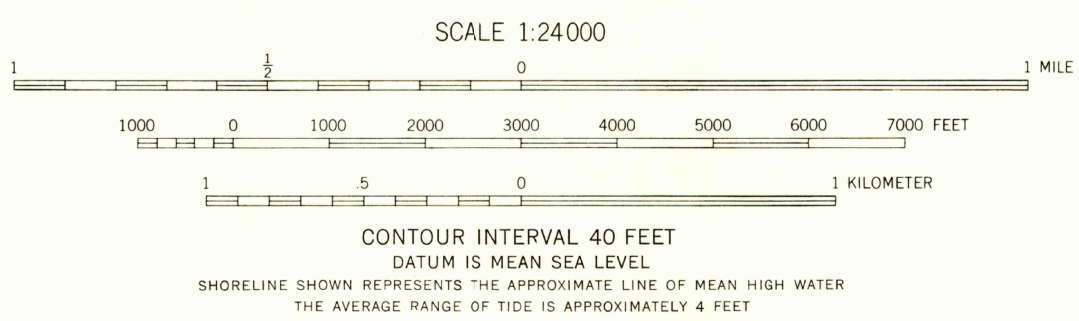 SCALE 1:24000
1 1/2 0 1 MILE
1000 0 1000 2000 3000 4000 5000 6000 7000 FEET
1 .5 0 1 KILOMETER
CONTOUR INTERVAL 40 FEET
DATUM IS MEAN SEA LEVEL
SHORELINE SHOWN REPRESENTS THE APPROXIMATE LINE OF MEAN HIGH WATER
THE AVERAGE RANGE OF TIDE IS APPROXIMATELY 4 FEET